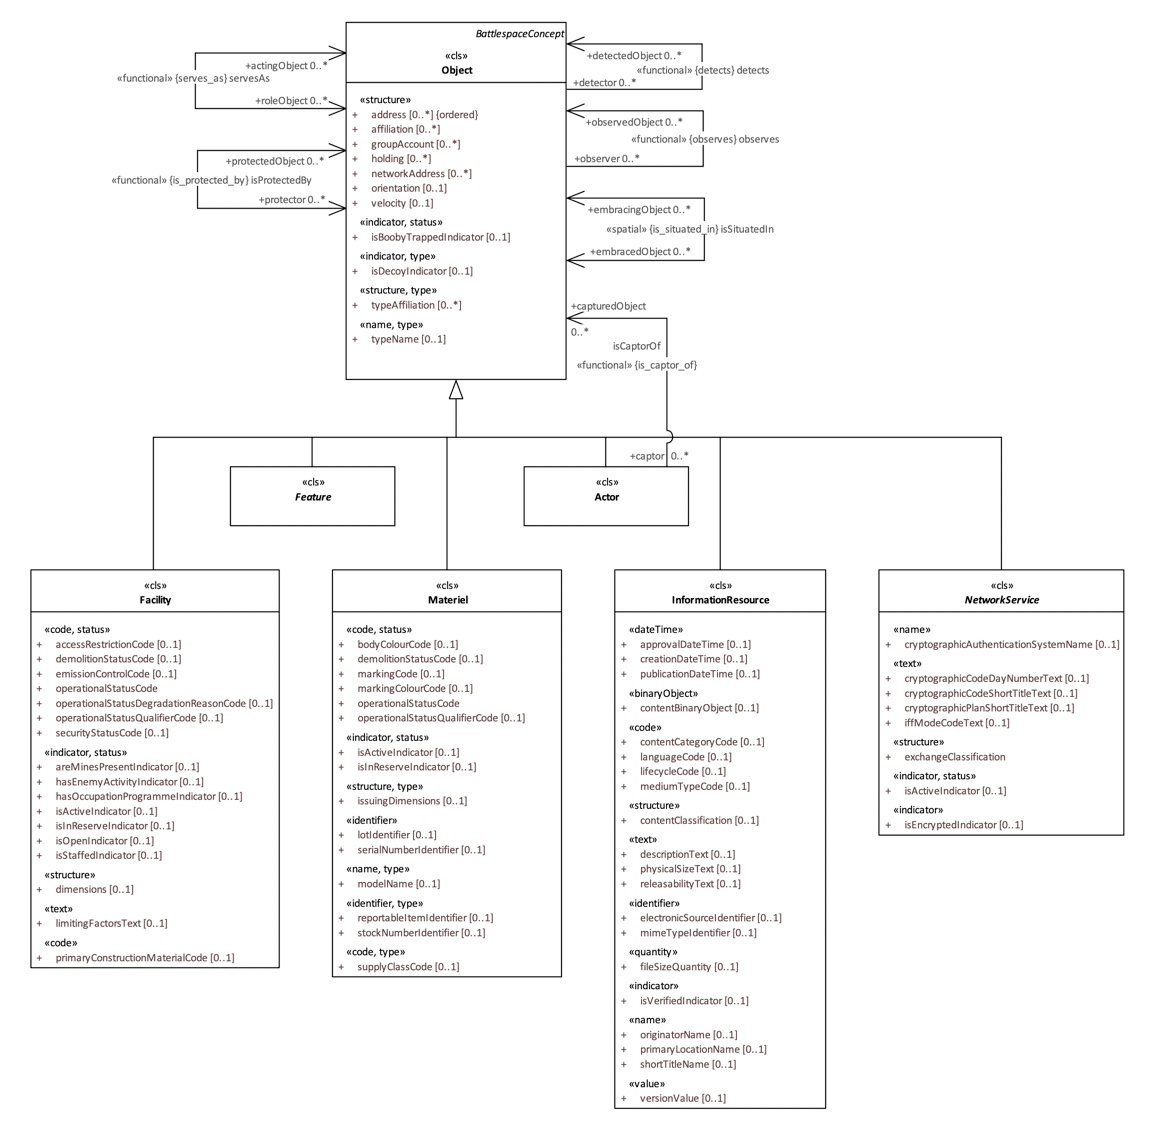 BattlespaceConcept
«cls»
Object
«structure»
+ address [0..*] {ordered}
+ affiliation [0..*]
+ groupAccount [0..*]
+ holding [0..*]
+ networkAddress [0..*]
+ orientation [0..1]
+ velocity [0..1]
«indicator, status»
+ isBoobyTrappedIndicator [0..1]
«indicator, type»
+ isDecoyIndicator [0..1]
«structure, type»
+ typeAffiliation [0..*]
«name, type»
+ typeName [0..1]
+actingObject 0..*
«functional» {serves_as} servesAs
+roleObject 0..*
+protectedObject 0..*
«functional» {is_protected_by} isProtectedBy
+protector 0..*
+detectedObject 0..*
«functional» {detects} detects
+detector 0..*
+observedObject 0..*
«functional» {observes} observes
+observer 0..*
+embracingObject 0..*
«spatial» {is_situated_in} isSituatedIn
+embracedObject 0..*
+capturedObject
0..*
isCaptorOf
«functional» {is_captor_of}
+captor 0..*
«cls»
Feature
«cls»
Actor
«cls»
Facility
«code, status»
+ accessRestrictionCode [0..1]
+ demolitionStatusCode [0..1]
+ emissionControlCode [0..1]
+ operationalStatusCode
+ operationalStatusDegradationReasonCode [0..1]
+ operationalStatusQualifierCode [0..1]
+ securityStatusCode [0..1]
«indicator, status»
+ areMinesPresentIndicator [0..1]
+ hasEnemyActivityIndicator [0..1]
+ hasOccupationProgrammeIndicator [0..1]
+ isActiveIndicator [0..1]
+ isInReserveIndicator [0..1]
+ isOpenIndicator [0..1]
+ isStaffedIndicator [0..1]
«structure»
+ dimensions [0..1]
«text»
+ limitingFactorsText [0..1]
«code»
+ primaryConstructionMaterialCode [0..1]
«cls»
Materiel
«code, status»
+ bodyColourCode [0..1]
+ demolitionStatusCode [0..1]
+ markingCode [0..1]
+ markingColourCode [0..1]
+ operationalStatusCode
+ operationalStatusQualifierCode [0..1]
«indicator, status»
+ isActiveIndicator [0..1]
+ isInReserveIndicator [0..1]
«structure, type»
+ issuingDimensions [0..1]
«identifier»
+ lotIdentifier [0..1]
+ serialNumberIdentifier [0..1]
«name, type»
+ modelName [0..1]
«identifier, type»
+ reportableItemIdentifier [0..1]
+ stockNumberIdentifier [0..1]
«code, type»
+ supplyClassCode [0..1]
«cls»
InformationResource
«dateTime»
+ approvalDateTime [0..1]
+ creationDateTime [0..1]
+ publicationDateTime [0..1]
«binaryObject»
+ contentBinaryObject [0..1]
«code»
+ contentCategoryCode [0..1]
+ languageCode [0..1]
+ lifecycleCode [0..1]
+ mediumTypeCode [0..1]
«structure»
+ contentClassification [0..1]
«text»
+ descriptionText [0..1]
+ physicalSizeText [0..1]
+ releasabilityText [0..1]
«identifier»
+ electronicSourceIdentifier [0..1]
+ mimeTypeIdentifier [0..1]
«quantity»
+ fileSizeQuantity [0..1]
«indicator»
+ isVerifiedIndicator [0..1]
«name»
+ originatorName [0..1]
+ primaryLocationName [0..1]
+ shortTitleName [0..1]
«value»
+ versionValue [0..1]
«cls»
NetworkService
«name»
+ cryptographicAuthenticationSystemName [0..1]
«text»
+ cryptographicCodeDayNumberText [0..1]
+ cryptographicCodeShortTitleText [0..1]
+ cryptographicPlanShortTitleText [0..1]
+ iffModeCodeText [0..1]
«structure»
+ exchangeClassification
«indicator, status»
+ isActiveIndicator [0..1]
«indicator»
+ isEncryptedIndicator [0..1]